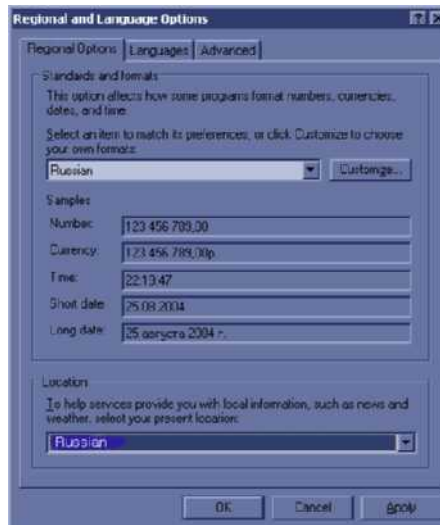 Regional and Language Options
Regional Options Languages Advanced
Standards and formats
This option affects how some programs format numbers, currencies,
dates, and time.
Select an item to match its preferences, or click Customize to choose
your own formats:
Russian Customize...
Samples
Number: 123 456 789,00
Currency: 123 456 789,00р.
Time: 22:19:47
Short date: 25.08.2004
Long date: 25 августа 2004 г.
Location
To help services provide you with local information, such as news and
weather, select your present location:
Russian
OK Cancel Apply